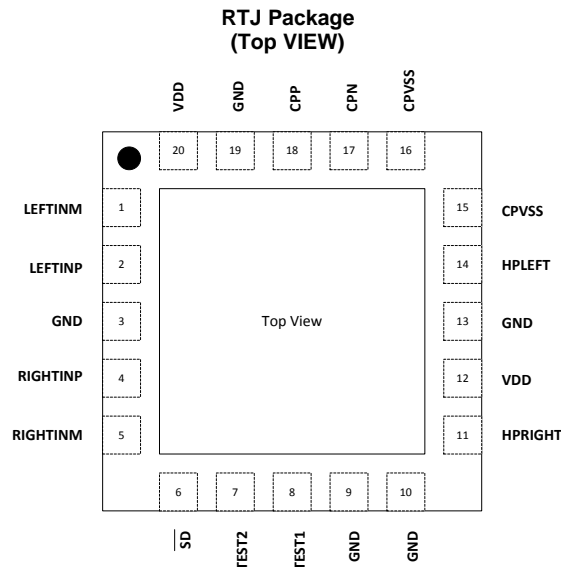 RTJ Package
(Top VIEW)
VDD
GND
CPP
CPN
CPVSS
20
19
18
17
16
LEFTINM
1
15
CPVSS
LEFTINP
2
14
HPLEFT
GND
3
Top View
13
GND
RIGHTINP
4
12
VDD
RIGHTINM
5
11
HPRIGHT
6
7
8
9
10
SD
TEST2
TEST1
GND
GND